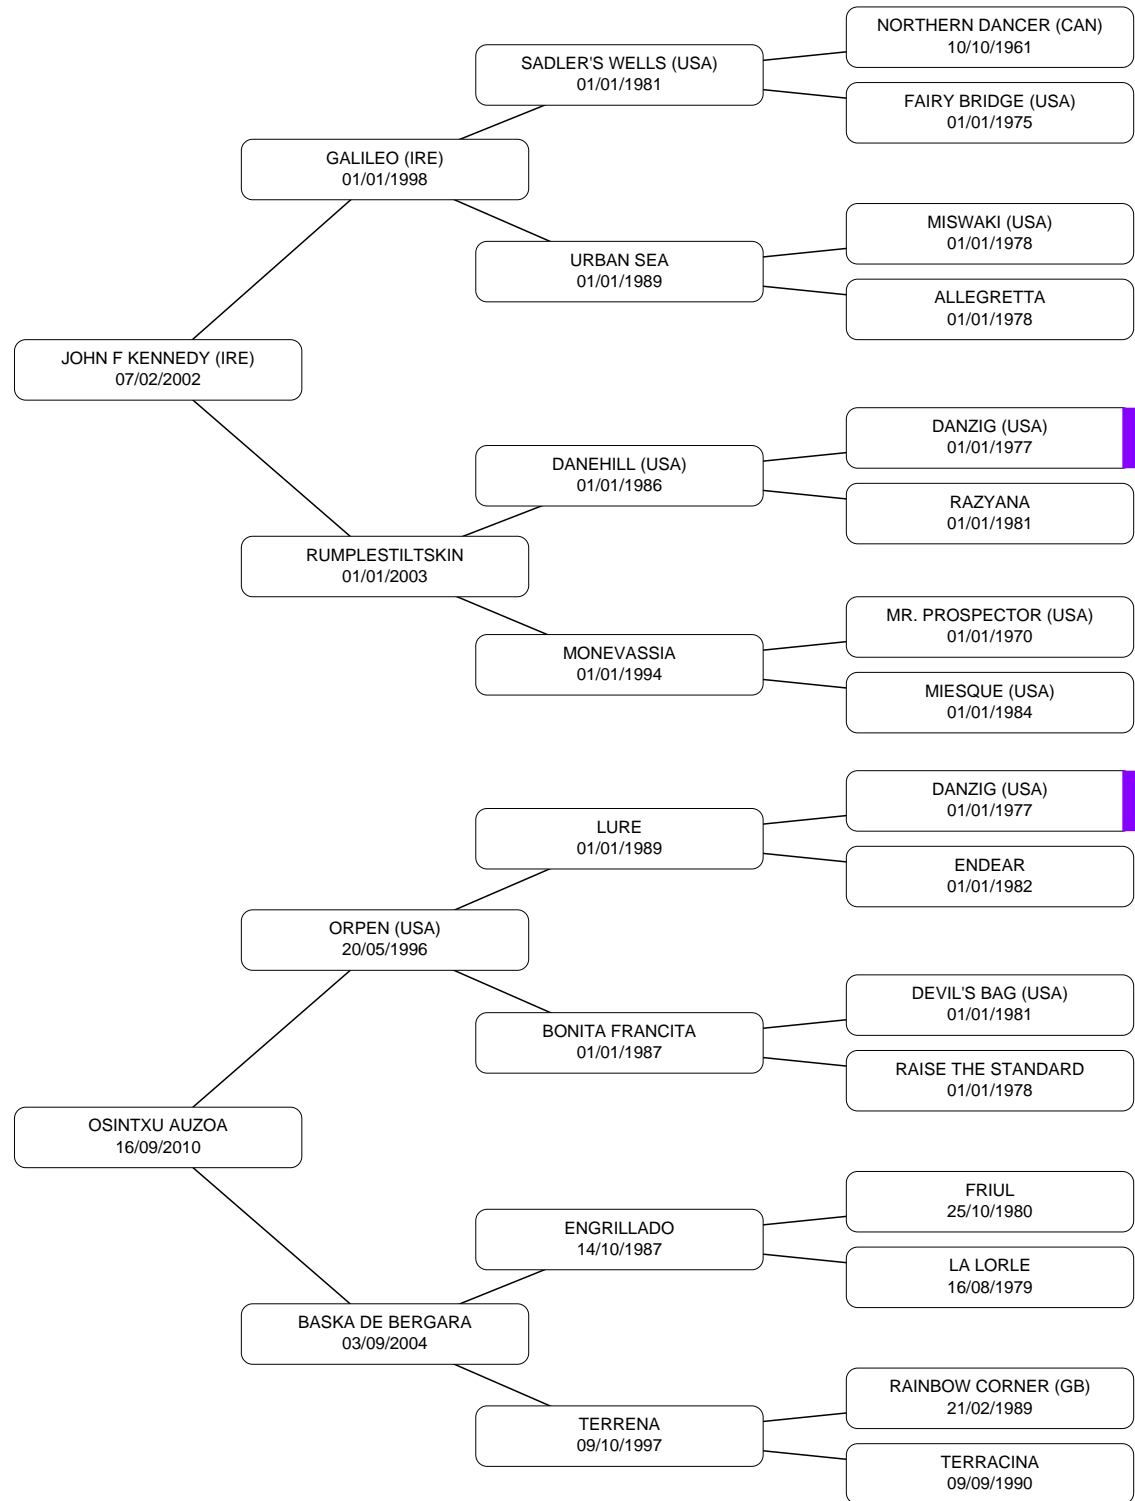 NORTHERN DANCER (CAN)
10/10/1961
SADLER'S WELLS (USA)
01/01/1981
FAIRY BRIDGE (USA)
01/01/1975
GALILEO (IRE)
01/01/1998
MISWAKI (USA)
01/01/1978
URBAN SEA
01/01/1989
ALLEGRETTA
01/01/1978
JOHN F KENNEDY (IRE)
07/02/2002
DANZIG (USA)
01/01/1977
DANEHILL (USA)
01/01/1986
RAZYANA
01/01/1981
RUMPLESTILTSKIN
01/01/2003
MR. PROSPECTOR (USA)
01/01/1970
MONEVASSIA
01/01/1994
MIESQUE (USA)
01/01/1984
DANZIG (USA)
01/01/1977
LURE
01/01/1989
ENDEAR
01/01/1982
ORPEN (USA)
20/05/1996
DEVIL'S BAG (USA)
01/01/1981
BONITA FRANCITA
01/01/1987
RAISE THE STANDARD
01/01/1978
OSINTXU AUZOA
16/09/2010
FRIUL
25/10/1980
ENGRILLADO
14/10/1987
LA LORLE
16/08/1979
BASKA DE BERGARA
03/09/2004
RAINBOW CORNER (GB)
21/02/1989
TERRENA
09/10/1997
TERRACINA
09/09/1990